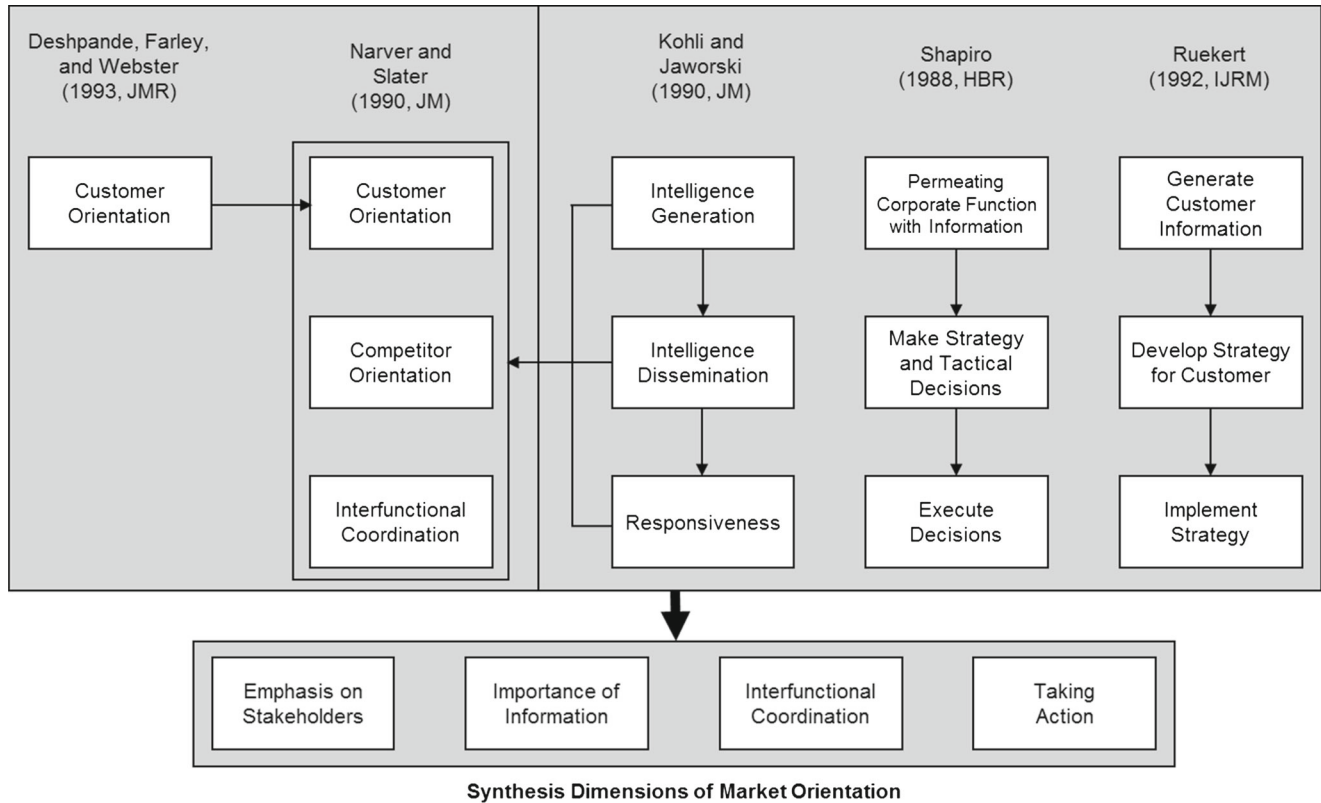 Deshpande, Farley,
and Webster
(1993, JMR)
Narver and
Slater
(1990, JM)
Kohli and
Jaworski
(1990, JM)
Shapiro
(1988, HBR)
Ruekert
(1992, IJRM)
Customer
Orientation
Customer
Orientation
Intelligence
Generation
Permeating
Corporate Function
with Information
Generate
Customer
Information
Competitor
Orientation
Intelligence
Dissemination
Make Strategy
and Tactical
Decisions
Develop Strategy
for Customer
Interfunctional
Coordination
Responsiveness
Execute
Decisions
Implement
Strategy
Emphasis on
Stakeholders
Importance of
Information
Interfunctional
Coordination
Taking
Action
Synthesis Dimensions of Market Orientation